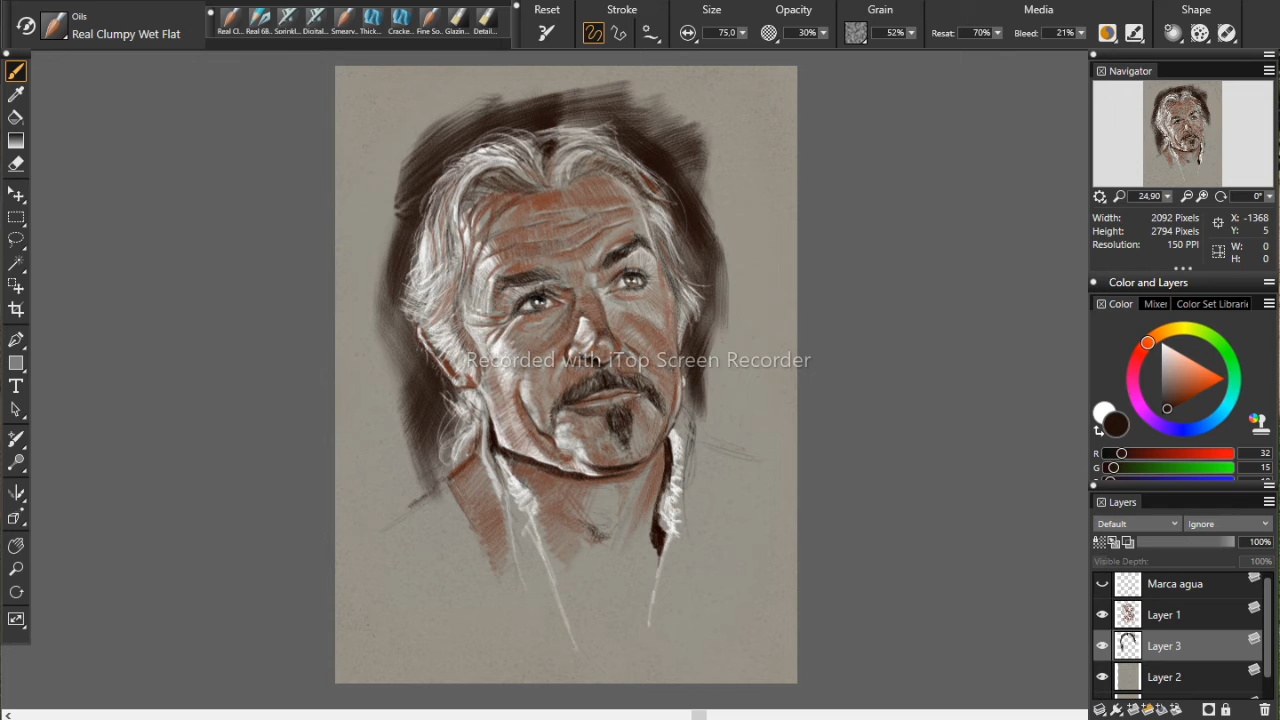 Oils
Real Clumpy Wet Flat
Real Cl...
Real 6B...
Digital...
Smearv...
Thick...
Cracke...
Fine So...
Glazin...
Detail...
Reset
Stroke
Size
75,0
Opacity
30%
Grain
52%
Media
Resat: 70%
Bleed: 21%
Shape
Navigator
24,90
0°
Width: 2092 Pixels
Height: 2794 Pixels
Resolution: 150 PPI
X: -1368
Y: 5
W: 0
H: 0
Color and Layers
Color
Mixer
Color Set Librarie
R 32
G 15
Layers
Default
Ignore
100%
Visible Depth: 100%
Marca agua
Layer 1
Layer 3
Layer 2
Recorded with iTop Screen Recorder